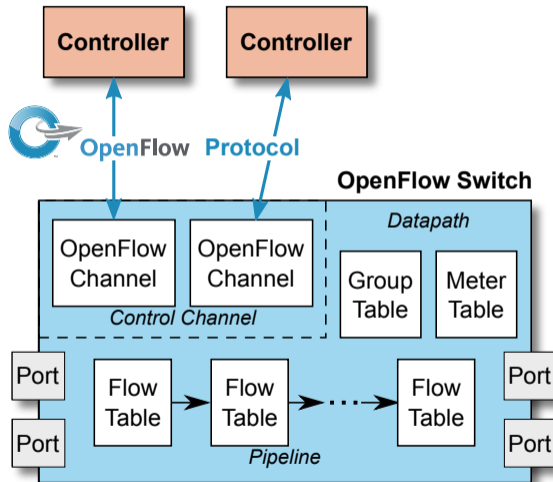 Controller
Controller
OpenFlow Protocol
OpenFlow Switch
Datapath
OpenFlow
Channel
OpenFlow
Channel
Control Channel
Group
Table
Meter
Table
Port
Port
Flow
Table
Flow
Table
Flow
Table
Pipeline
Port
Port